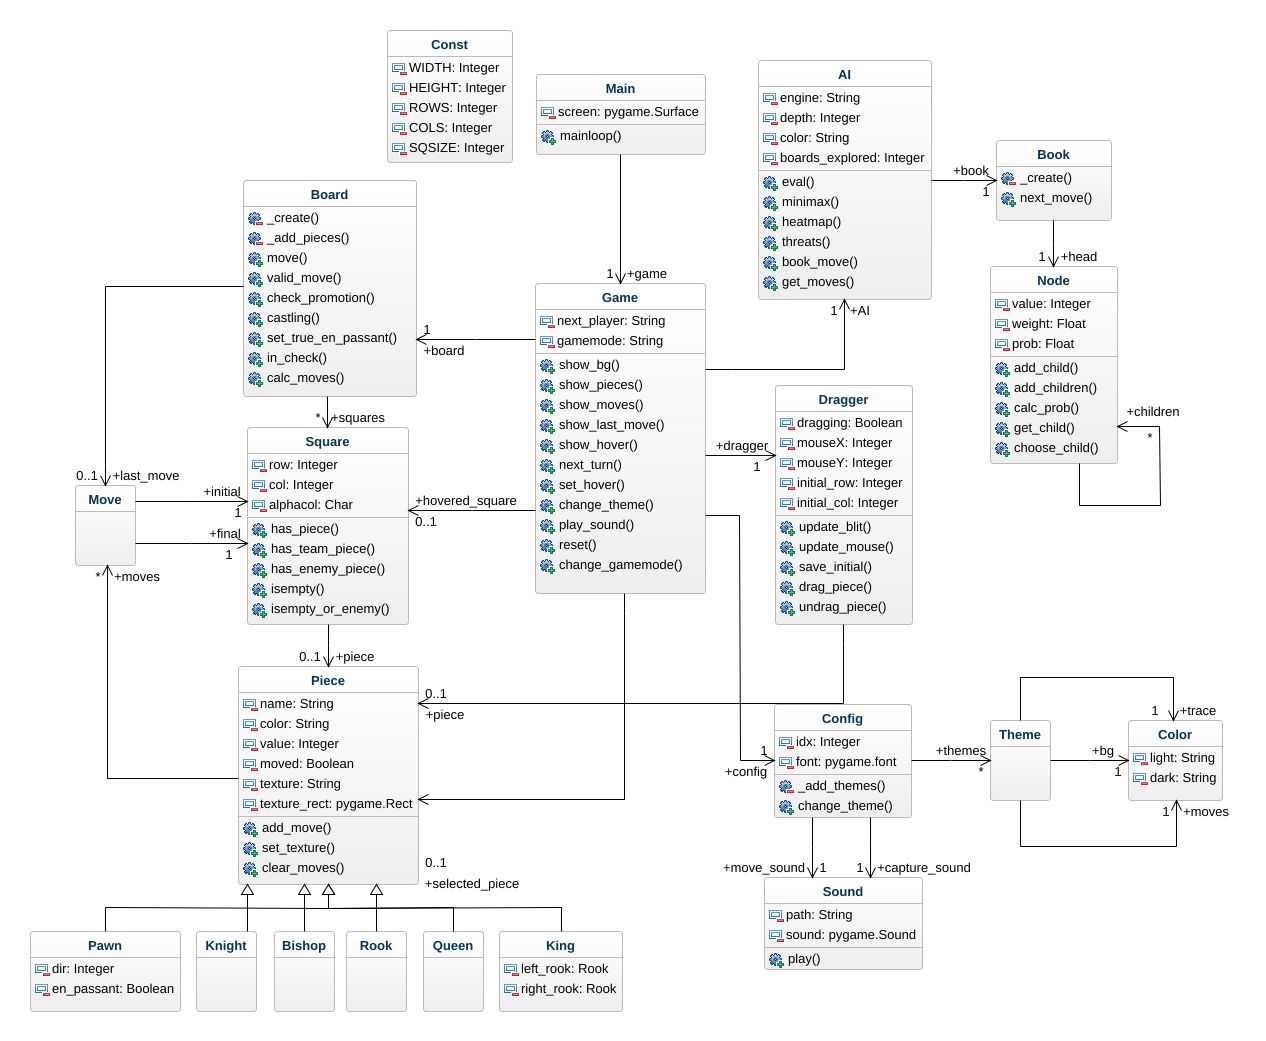 Const
WIDTH: Integer
HEIGHT: Integer
ROWS: Integer
COLS: Integer
SQSIZE: Integer
Main
screen: pygame.Surface
mainloop()
AI
engine: String
depth: Integer
color: String
boards_explored: Integer
eval()
minimax()
heatmap()
threats()
book_move()
get_moves()
+book
1
Book
_create()
next_move()
1 +head
Board
_create()
_add_pieces()
move()
valid_move()
check_promotion()
castling()
set_true_en_passant()
in_check()
calc_moves()
1 +game
1
+board
1 +AI
Game
next_player: String
gamemode: String
show_bg()
show_pieces()
show_moves()
show_last_move()
show_hover()
next_turn()
set_hover()
change_theme()
play_sound()
reset()
change_gamemode()
Node
value: Integer
weight: Float
prob: Float
add_child()
add_children()
calc_prob()
get_child()
choose_child()
+children
*
* +squares
+dragger
1
Dragger
dragging: Boolean
mouseX: Integer
mouseY: Integer
initial_row: Integer
initial_col: Integer
update_blit()
update_mouse()
save_initial()
drag_piece()
undrag_piece()
Square
row: Integer
col: Integer
alphacol: Char
has_piece()
has_team_piece()
has_enemy_piece()
isempty()
isempty_or_enemy()
0..1 +last_move
Move
+initial
1
+final
1
* +moves
+hovered_square
0..1
0..1 +piece
Piece
name: String
color: String
value: Integer
moved: Boolean
texture: String
texture_rect: pygame.Rect
add_move()
set_texture()
clear_moves()
0..1
+piece
0..1
+selected_piece
1
+config
Config
idx: Integer
font: pygame.font
_add_themes()
change_theme()
+themes
*
Theme
+bg
1
1 +trace
Color
light: String
dark: String
1 +moves
+move_sound 1
1 +capture_sound
Sound
path: String
sound: pygame.Sound
play()
Pawn
dir: Integer
en_passant: Boolean
Knight
Bishop
Rook
Queen
King
left_rook: Rook
right_rook: Rook